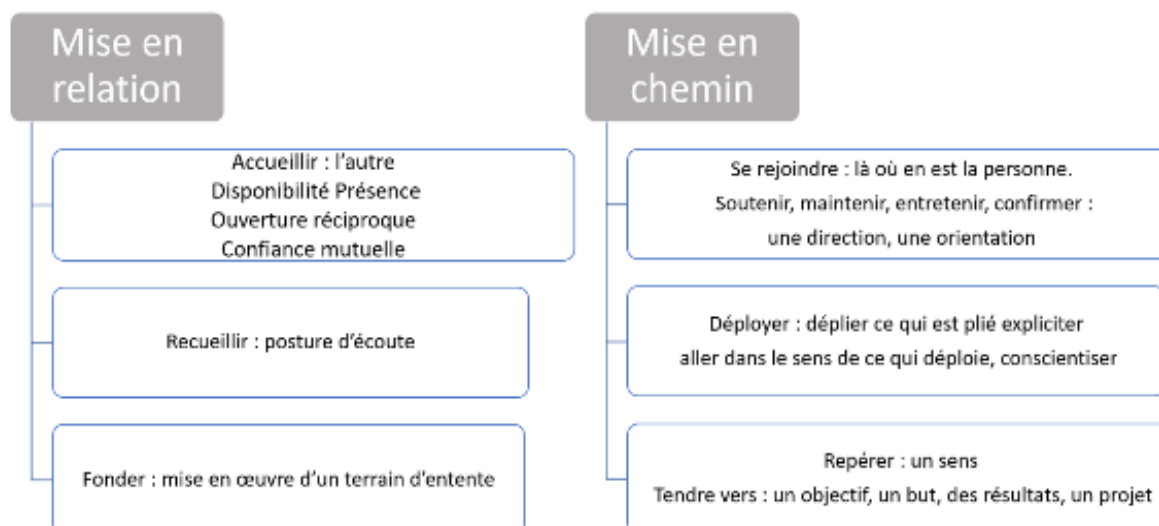 Mise en
relation
Accueillir : l'autre
Disponibilité Présence
Ouverture réciproque
Confiance mutuelle
Recueillir : posture d'écoute
Fonder : mise en œuvre d'un terrain d'entente
Mise en
chemin
Se rejoindre : là où en est la personne.
Soutenir, maintenir, entretenir, confirmer :
une direction, une orientation
Déployer : déplier ce qui est plié expliciter
aller dans le sens de ce qui déploie, conscientiser
Repérer : un sens
Tendre vers : un objectif, un but, des résultats, un projet